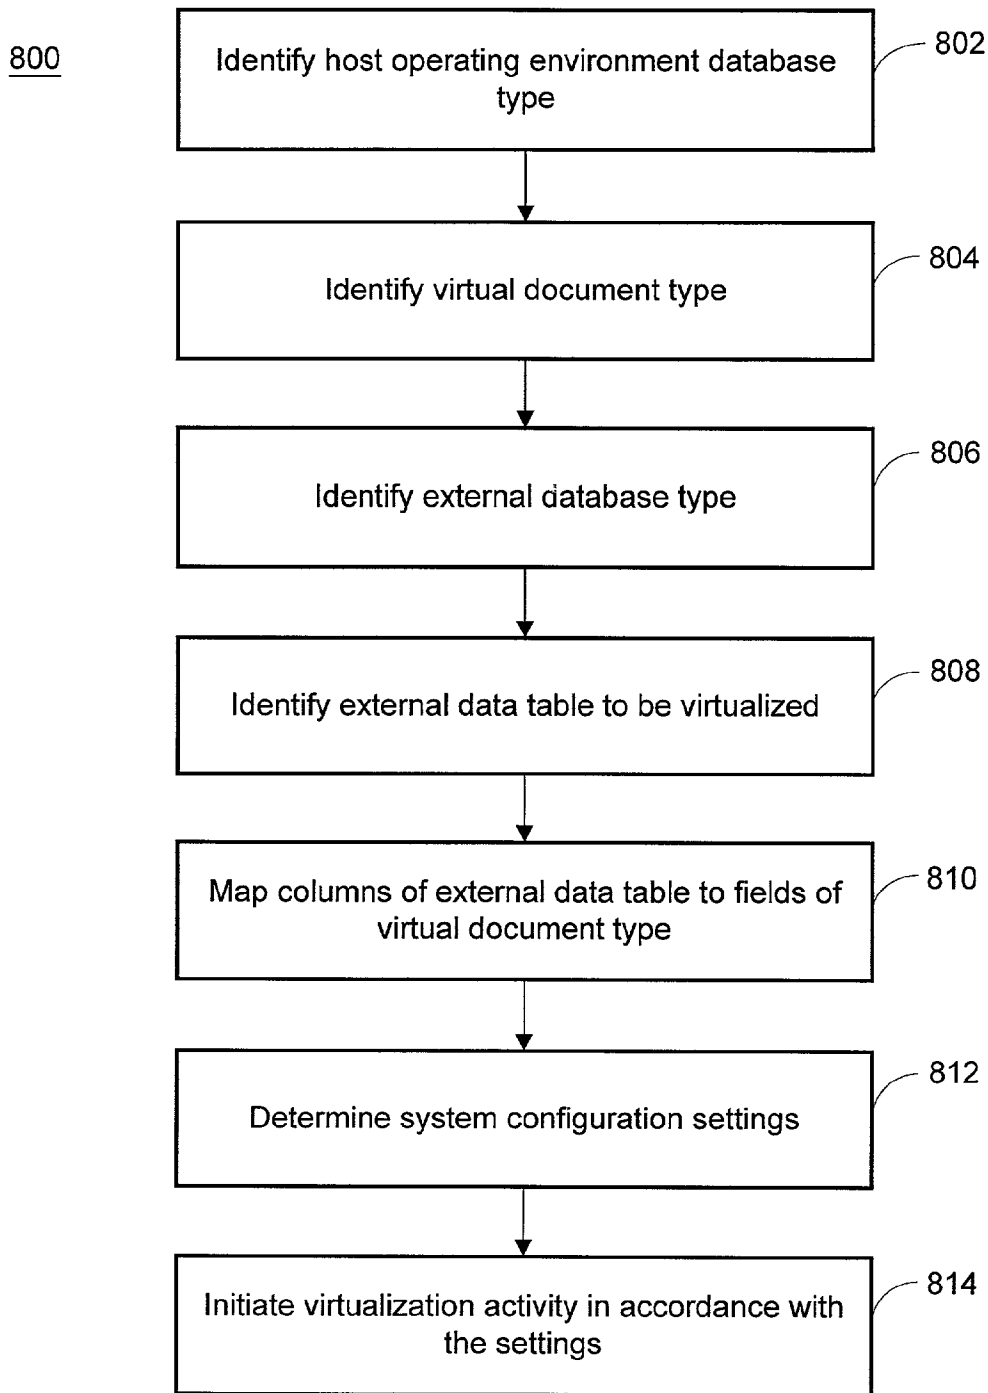 800
Identify host operating environment database
type
802
Identify virtual document type
804
Identify external database type
806
Identify external data table to be virtualized
808
Map columns of external data table to fields of
virtual document type
810
Determine system configuration settings
812
Initiate virtualization activity in accordance with
the settings
814